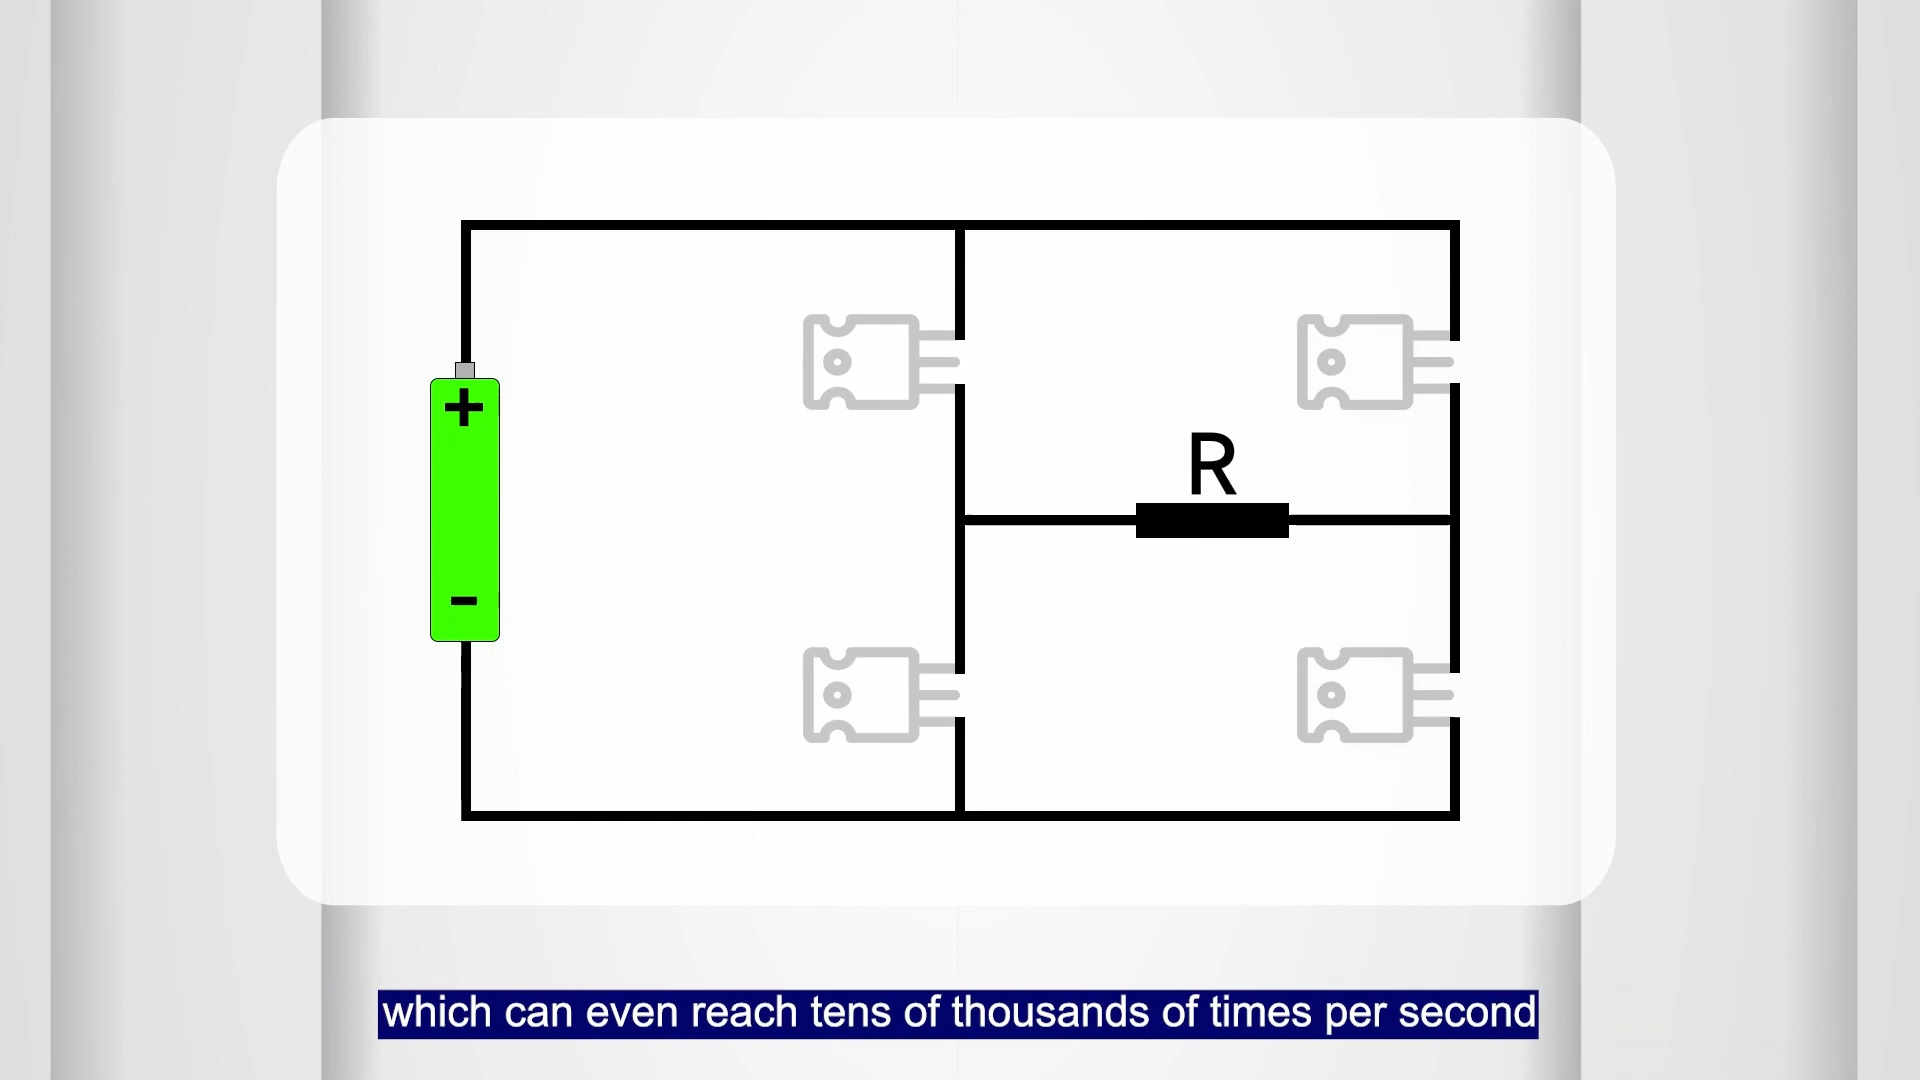 +
R
-
which can even reach tens of thousands of times per second